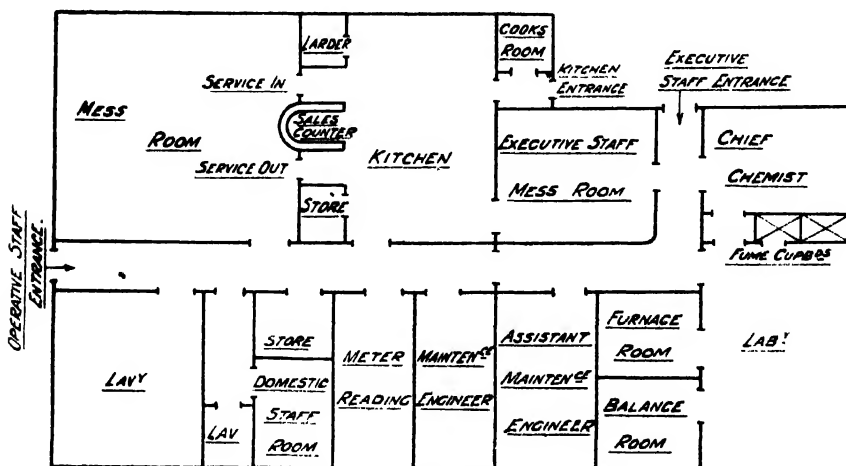 LARDER
COOKS
ROOM
EXECUTIVE
STAFF ENTRANCE
KITCHEN
ENTRANCE
SERVICE IN
MESS
ROOM
SALES
COUNTER
SERVICE OUT
KITCHEN
STORE
EXECUTIVE STAFF
MESS ROOM
CHIEF
CHEMIST
FUME CUPBDS
OPERATIVE STAFF
ENTRANCE.
LAVY
LAV
STORE
DOMESTIC
STAFF
ROOM
METER
READING
MAINTENCE
ENGINEER
ASSISTANT
MAINTENCE
ENGINEER
FURNACE
ROOM
BALANCE
ROOM
LABY